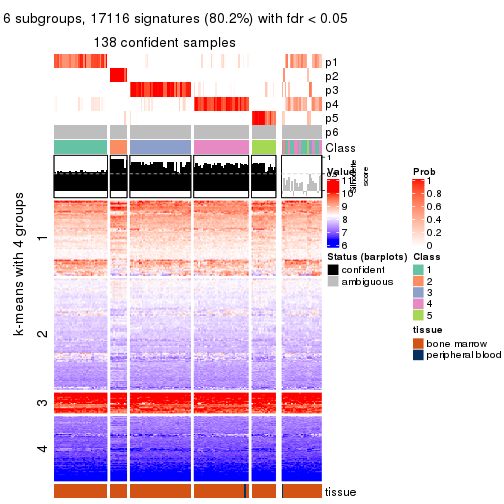 6 subgroups, 17116 signatures (80.2%) with fdr < 0.05
138 confident samples
p1
p2
p3
p4
p5
p6
Class
1
Silhouette
score
k-means with 4 groups
1
2
3
4
tissue
Value
11
10
9
8
7
6
Prob
1
0.8
0.6
0.4
0.2
0
Status (barplots)
confident
ambiguous
Class
1
2
3
4
5
tissue
bone marrow
peripheral blood